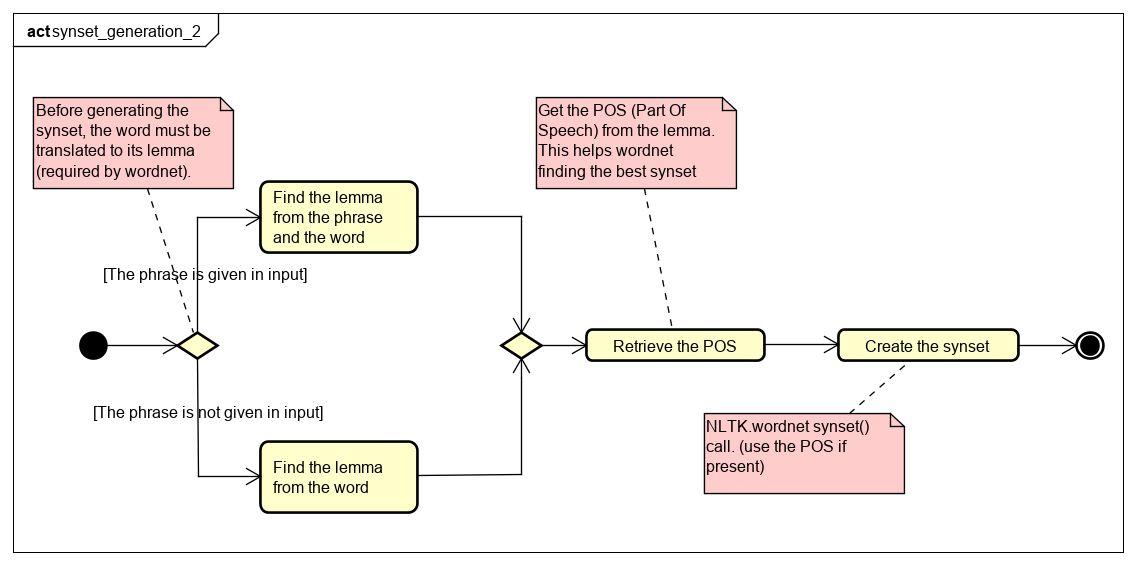 act synset_generation_2
Before generating the
synset, the word must be
translated to its lemma
(required by wordnet).
Get the POS (Part Of
Speech) from the lemma.
This helps wordnet
finding the best synset
Find the lemma
from the phrase
and the word
[The phrase is given in input]
Retrieve the POS
Create the synset
[The phrase is not given in input]
Find the lemma
from the word
NLTK.wordnet synset()
call. (use the POS if
present)